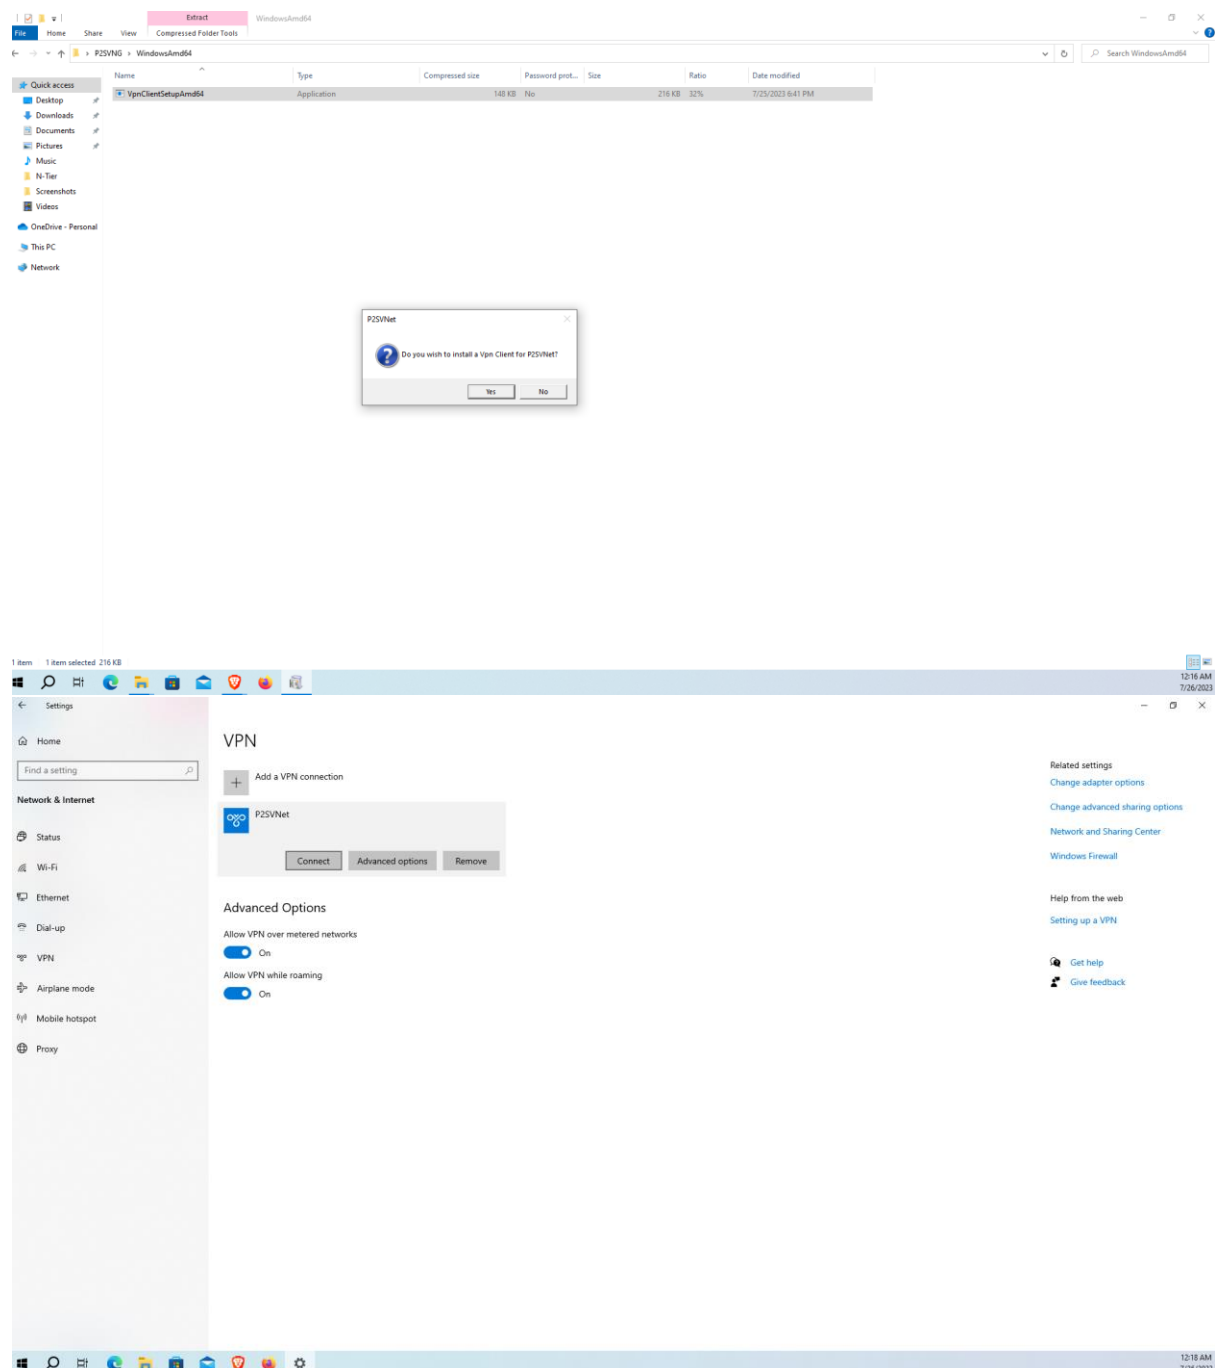 Extract
WindowsAmd64
File Home Share View Compressed Folder Tools
P2SVNG › WindowsAmd64
Search WindowsAmd64
Name Type Compressed size Password prot... Size Ratio Date modified
Quick access
VpnClientSetupAmd64 Application 148 KB No 216 KB 32% 7/25/2023 6:41 PM
Desktop
Downloads
Documents
Pictures
Music
N-Tier
Screenshots
Videos
OneDrive - Personal
This PC
Network
P2SVNet
Do you wish to install a Vpn Client for P2SVNet?
Yes No
1 item 1 item selected 216 KB
12:16 AM
7/26/2023
Settings
Home
Find a setting
Network & Internet
Status
Wi-Fi
Ethernet
Dial-up
VPN
Airplane mode
Mobile hotspot
Proxy
VPN
Add a VPN connection
P2SVNet
Connect Advanced options Remove
Advanced Options
Allow VPN over metered networks
On
Allow VPN while roaming
On
Related settings
Change adapter options
Change advanced sharing options
Network and Sharing Center
Windows Firewall
Help from the web
Setting up a VPN
Get help
Give feedback
12:18 AM